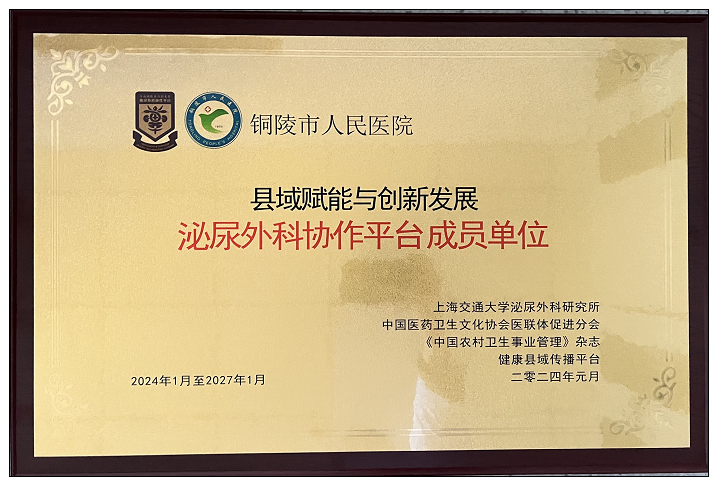 铜陵市人民医院
县域赋能与创新发展
泌尿外科协作平台成员单位
上海交通大学泌尿外科研究所
中国医药卫生文化协会医联体促进分会
《中国农村卫生事业管理》杂志
健康县域传播平台
2024年1月至2027年1月
二零二四年元月